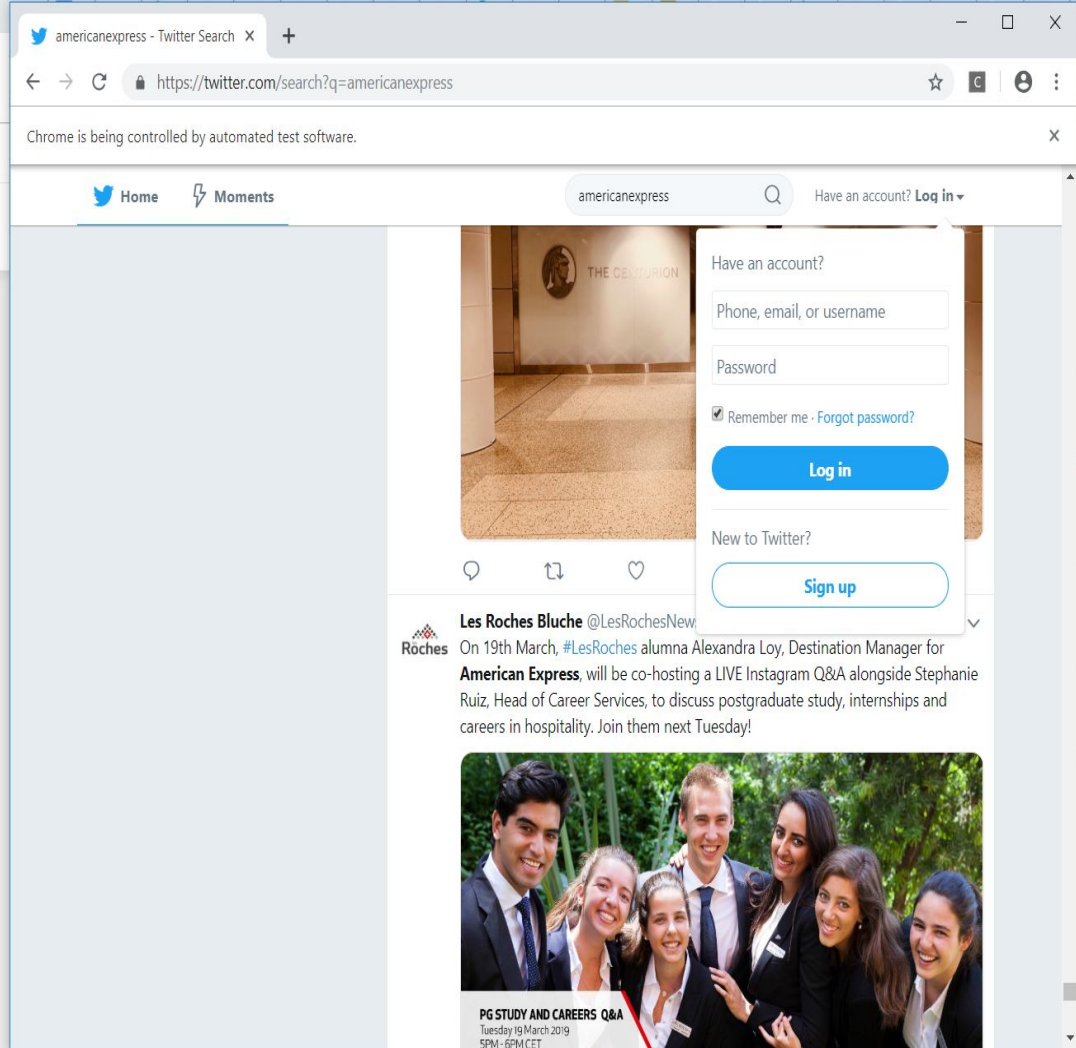 americanexpress - Twitter Search
https://twitter.com/search?q=americanexpress
C
Chrome is being controlled by automated test software.
Home
Moments
americanexpress
Have an account? Log in
THE CENTURION
Have an account?
Phone, email, or username
Password
Remember me · Forgot password?
Log in
New to Twitter?
Sign up
Les Roches Bluche @LesRochesNew
Röches
On 19th March, #LesRoches alumna Alexandra Loy, Destination Manager for
American Express, will be co-hosting a LIVE Instagram Q&A alongside Stephanie
Ruiz, Head of Career Services, to discuss postgraduate study, internships and
careers in hospitality. Join them next Tuesday!
PG STUDY AND CAREERS Q&A
Tuesday 19 March 2019
5PM - 6PM CET